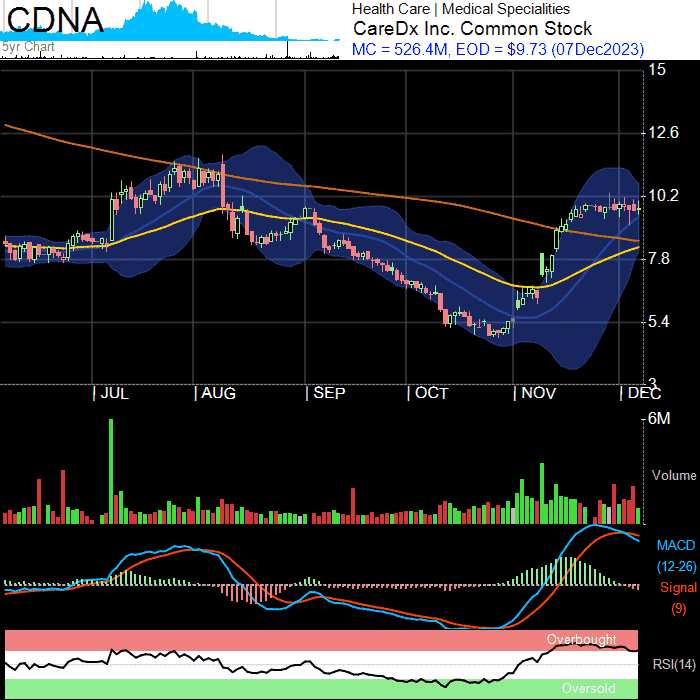 CDNA
5yr Chart
Health Care | Medical Specialities
CareDx Inc. Common Stock
MC = 526.4M, EOD = $9.73 (07Dec2023)
15
12.6
10.2
7.8
5.4
3
JUL AUG SEP OCT NOV DEC
6M
Volume
MACD
(12-26)
Signal
(9)
Overbought
RSI(14)
Oversold